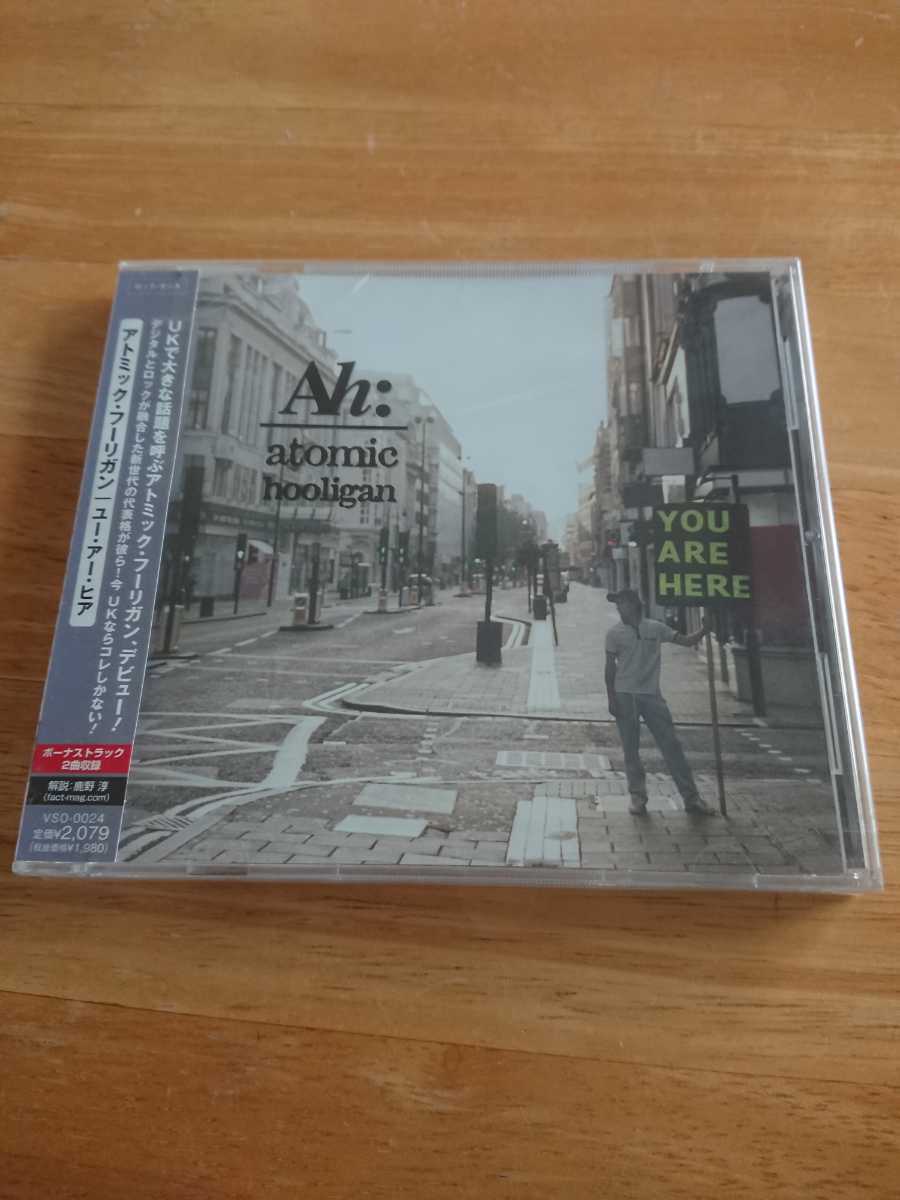 UKで大きな話題を呼ぶアトミック・フーリガン、デビュー!
デジタルとロックが融合した新世代の代表格が彼ら!今UKならコレしかない!
アトミック・フーリガン|ユー・アー・ヒア
ボーナストラック
2曲収録
解説:鹿野 淳
(fact-mag.com)
VSO-0024
定価¥2,079
(税抜価格¥1,980)
Ah:
atomic
hooligan
YOU
ARE
HERE